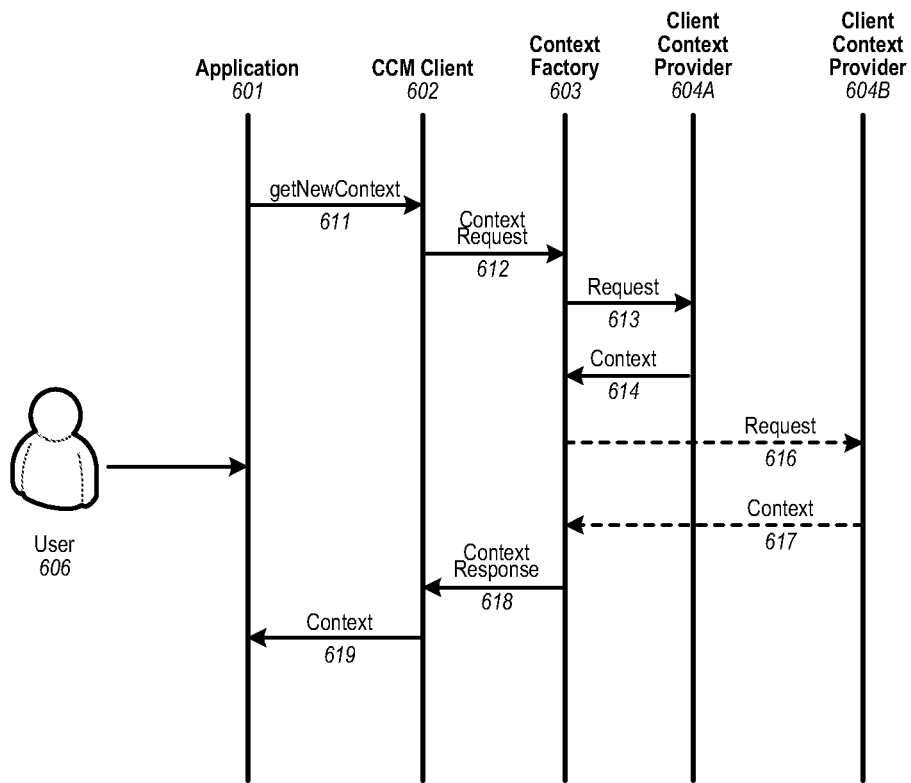 Application
601
CCM Client
602
Context
Factory
603
Client
Context
Provider
604A
Client
Context
Provider
604B
getNewContext
611
Context
Request
612
Request
613
Context
614
Request
616
Context
617
User
606
Context
Response
618
Context
619